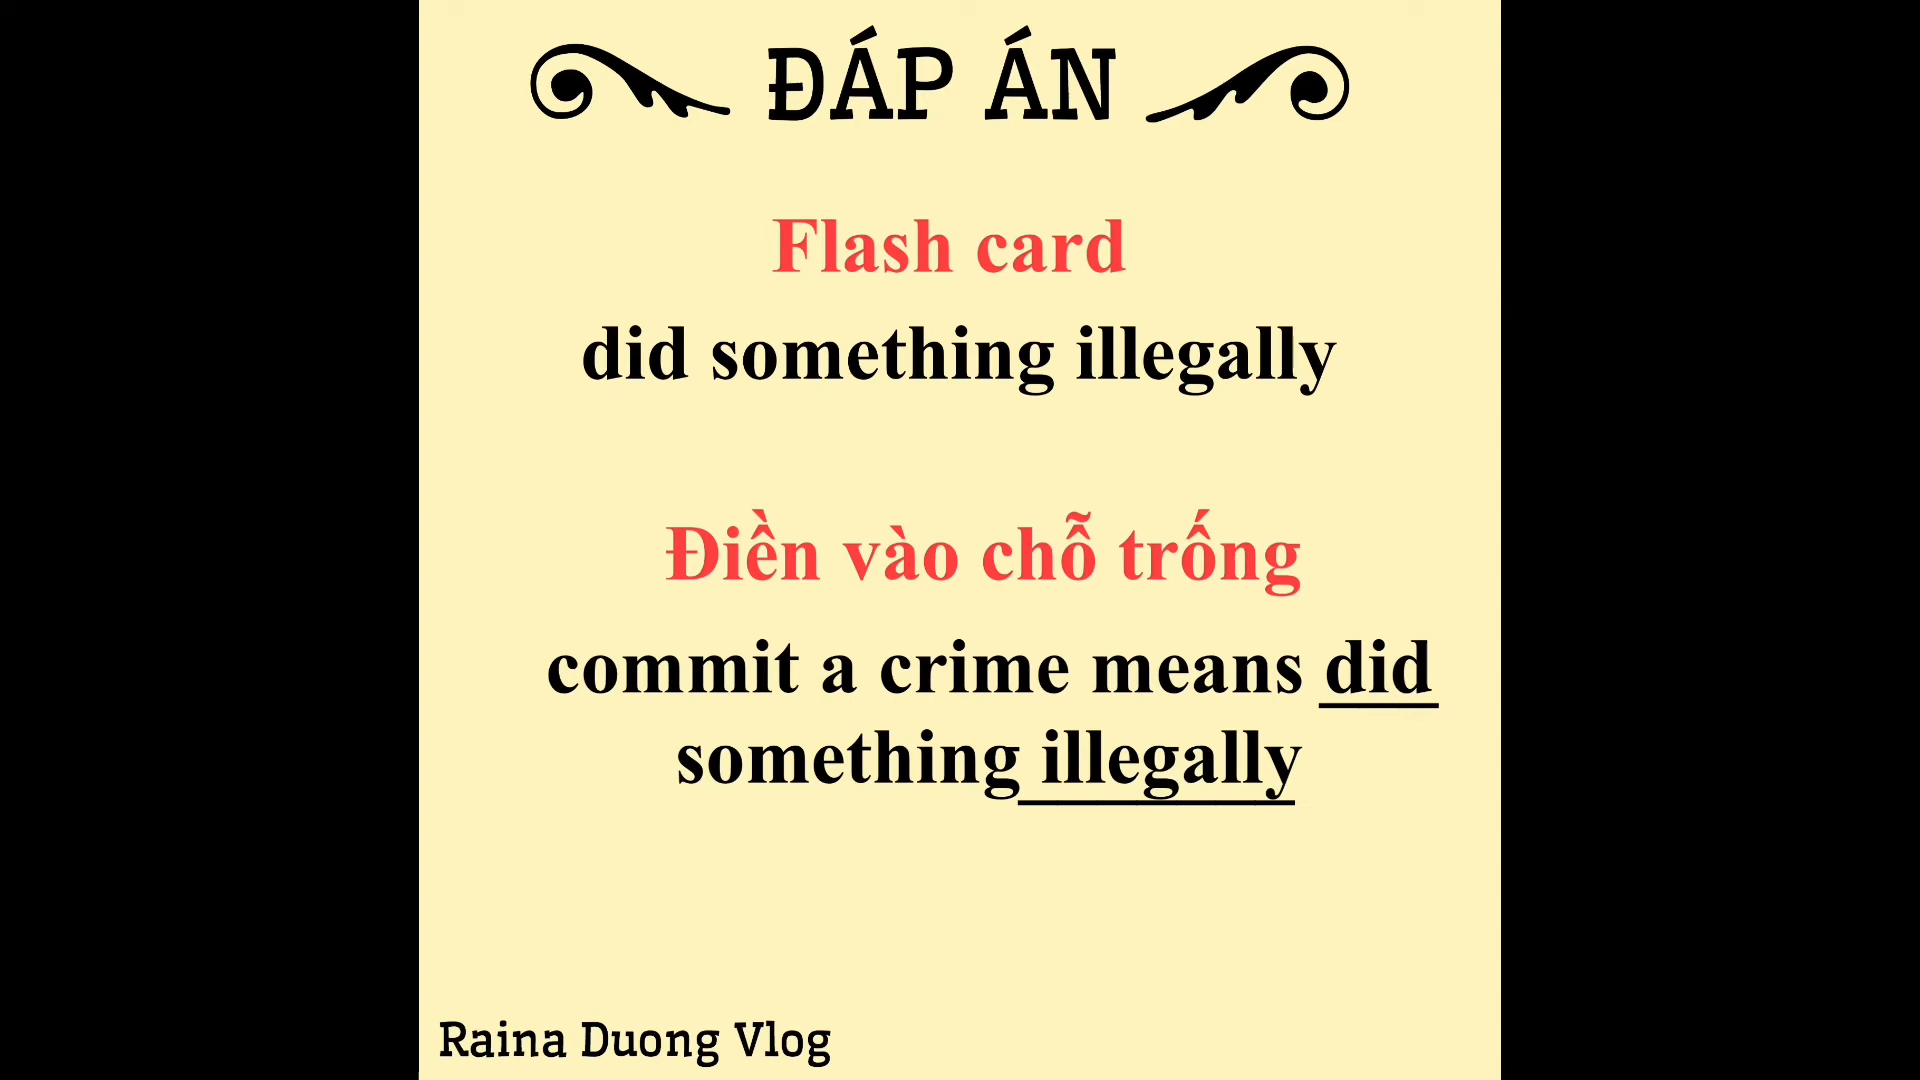 ĐÁP ÁN
Flash card
did something illegally
Điền vào chỗ trống
commit a crime means did
something illegally
Raina Duong Vlog